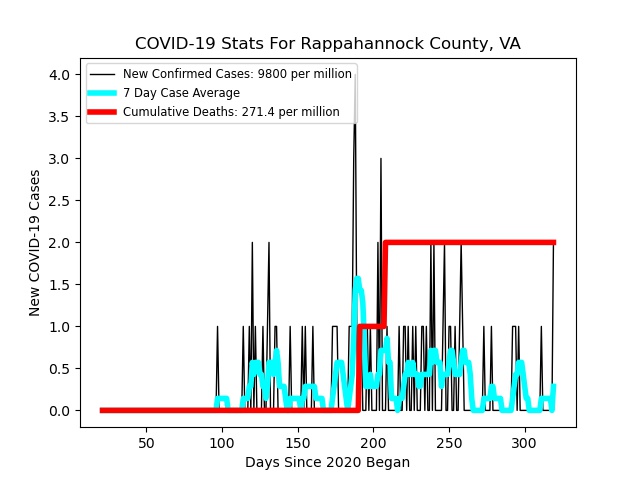 COVID-19 Stats For Rappahannock County, VA
New Confirmed Cases: 9800 per million
7 Day Case Average
Cumulative Deaths: 271.4 per million
4.0
3.5
3.0
2.5
2.0
1.5
1.0
0.5
0.0
New COVID-19 Cases
50 100 150 200 250 300
Days Since 2020 Began